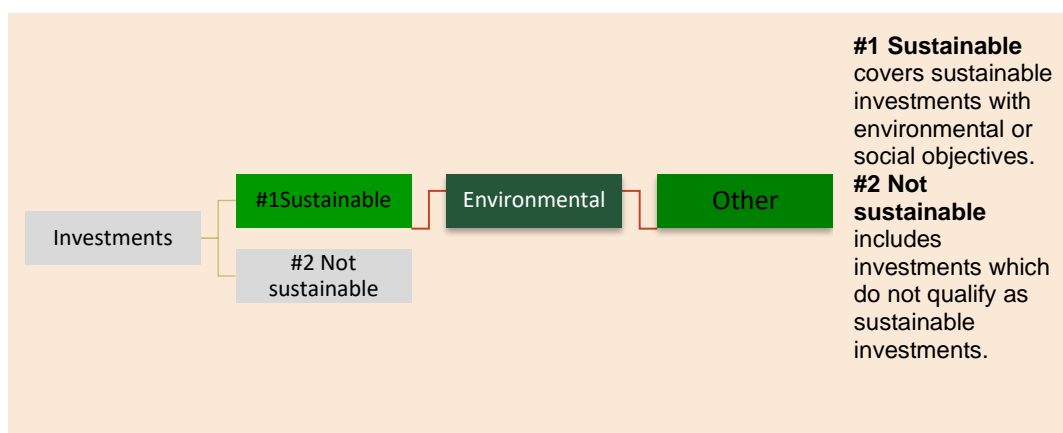 Investments
#1Sustainable
#2 Not
sustainable
Environmental
Other
#1 Sustainable
covers sustainable
investments with
environmental or
social objectives.
#2 Not
sustainable
includes
investments which
do not qualify as
sustainable
investments.